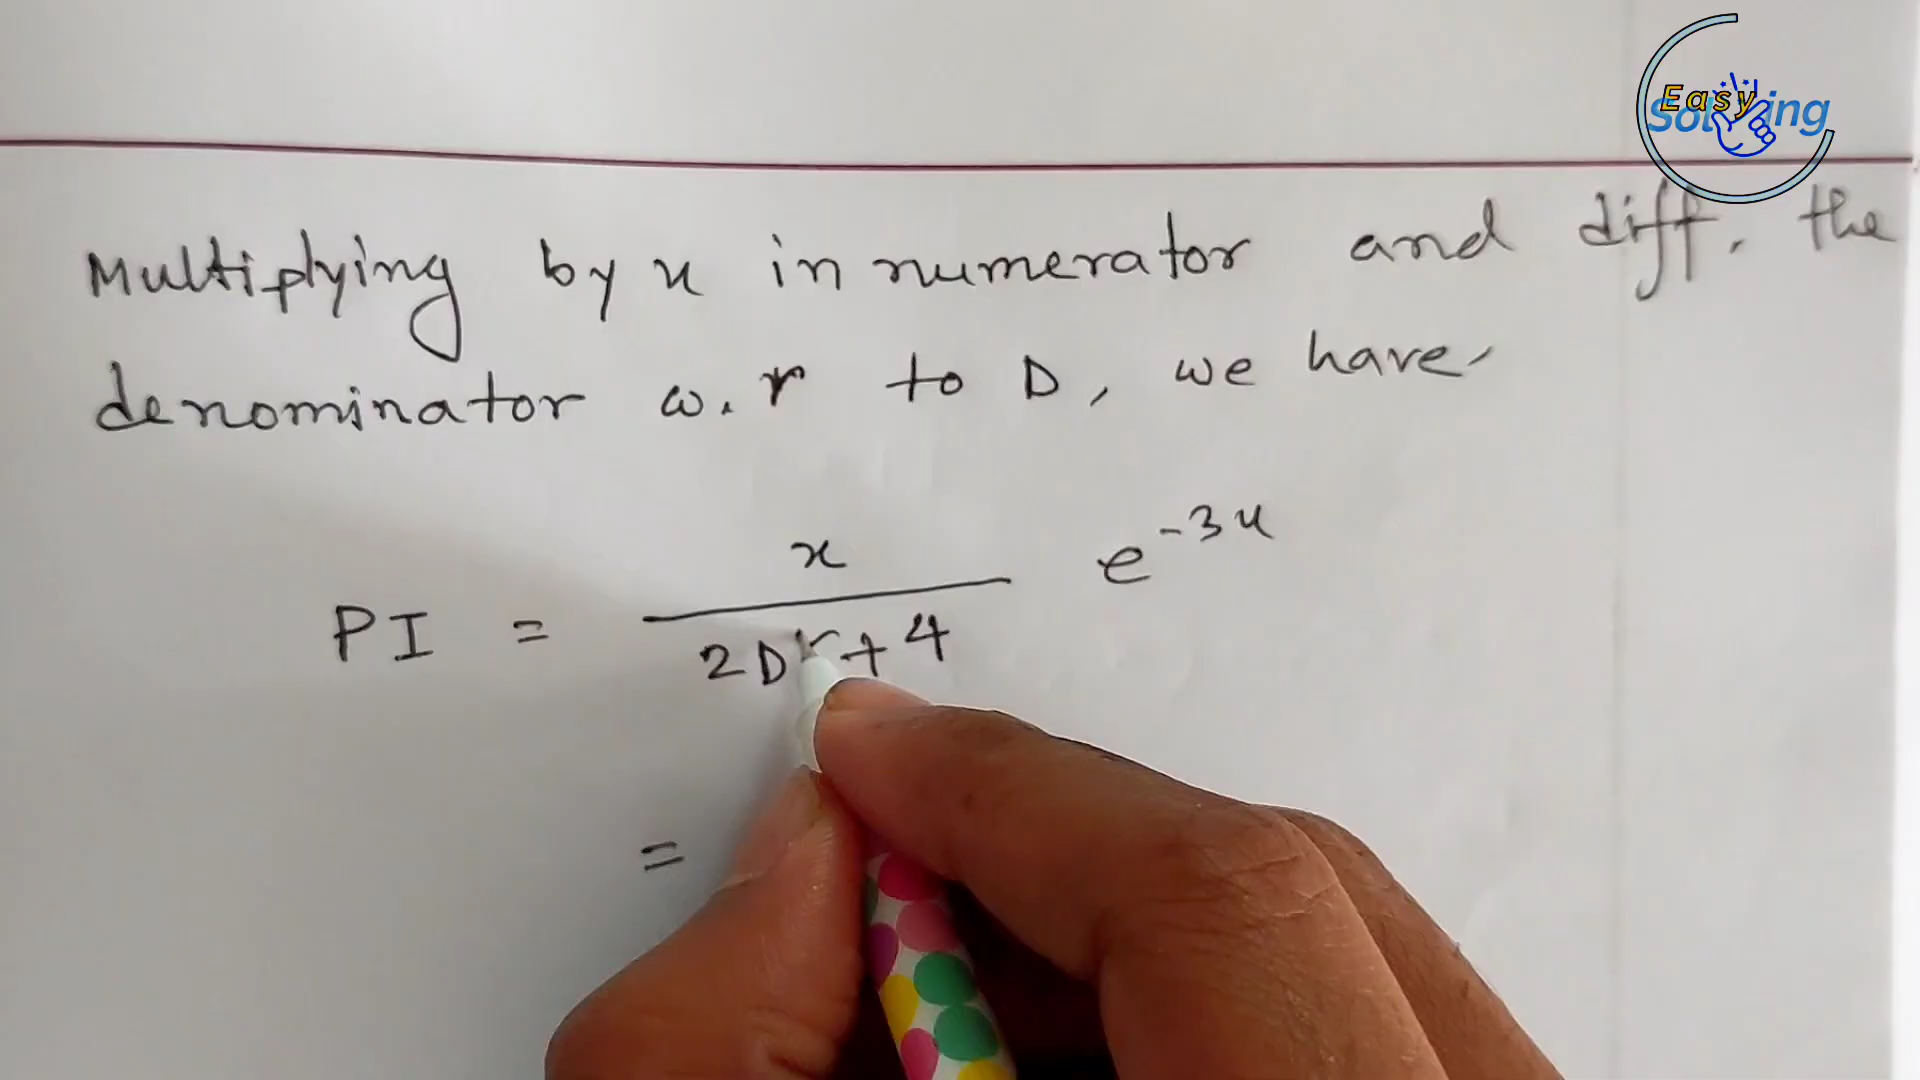 Easy
Solving
Multiplying by x in numerator and diff. the
denominator w.r to D, we have,
x
PI = 2D + 4 e^-3x
=